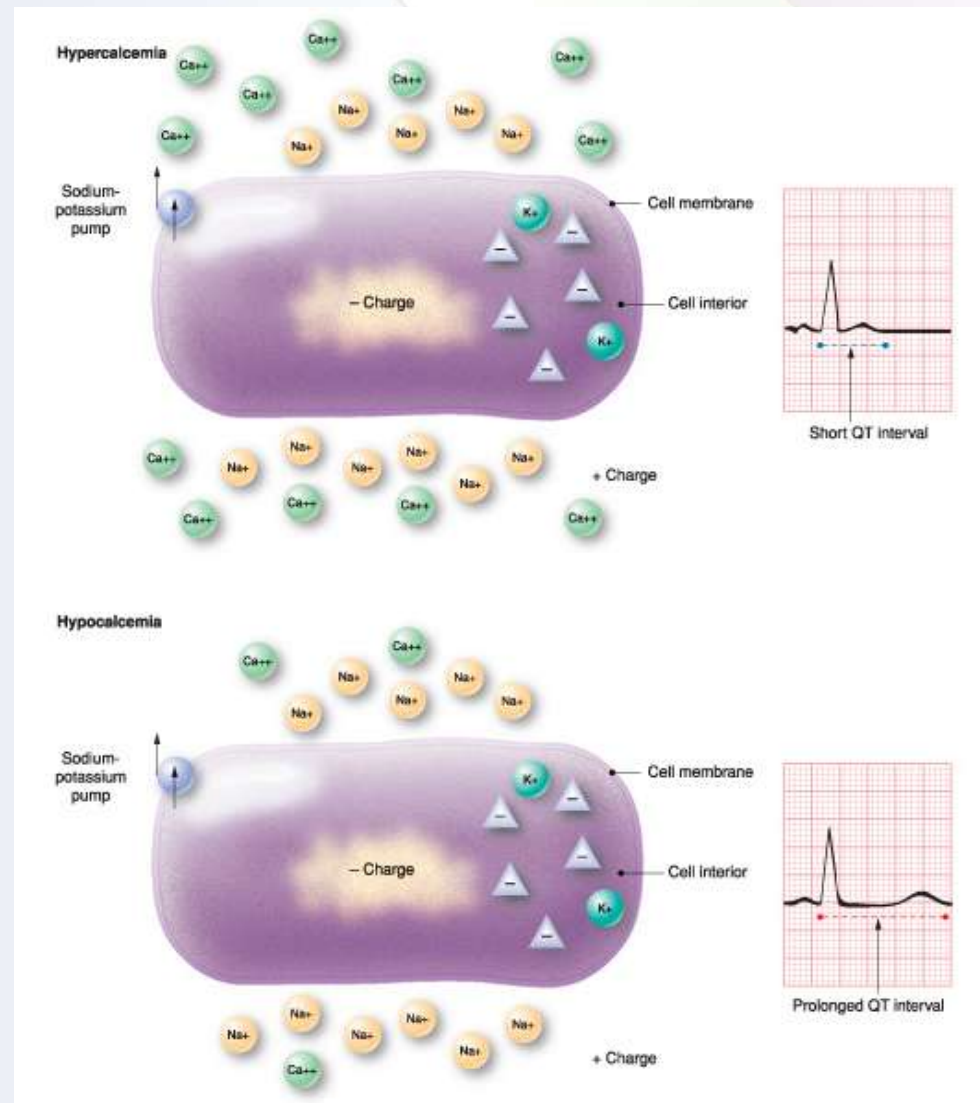 Hypercalcemia
Ca++
Ca++
Ca++
Ca++
Ca++
Na+
Na+
Na+
Na+
Na+
Ca++
Ca++
Sodium-
potassium
pump
K+
–
–
–
–
–
K+
– Charge
Cell membrane
Cell interior
Short QT interval
Ca++
Na+
Na+
Na+
Na+
Na+
Na+
+ Charge
Ca++
Ca++
Ca++
Ca++
Hypocalcemia
Ca++
Ca++
Na+
Na+
Na+
Na+
Na+
Sodium-
potassium
pump
K+
–
–
–
–
–
K+
– Charge
Cell membrane
Cell interior
Prolonged QT interval
Na+
Na+
Na+
Na+
Na+
Na+
Ca++
+ Charge